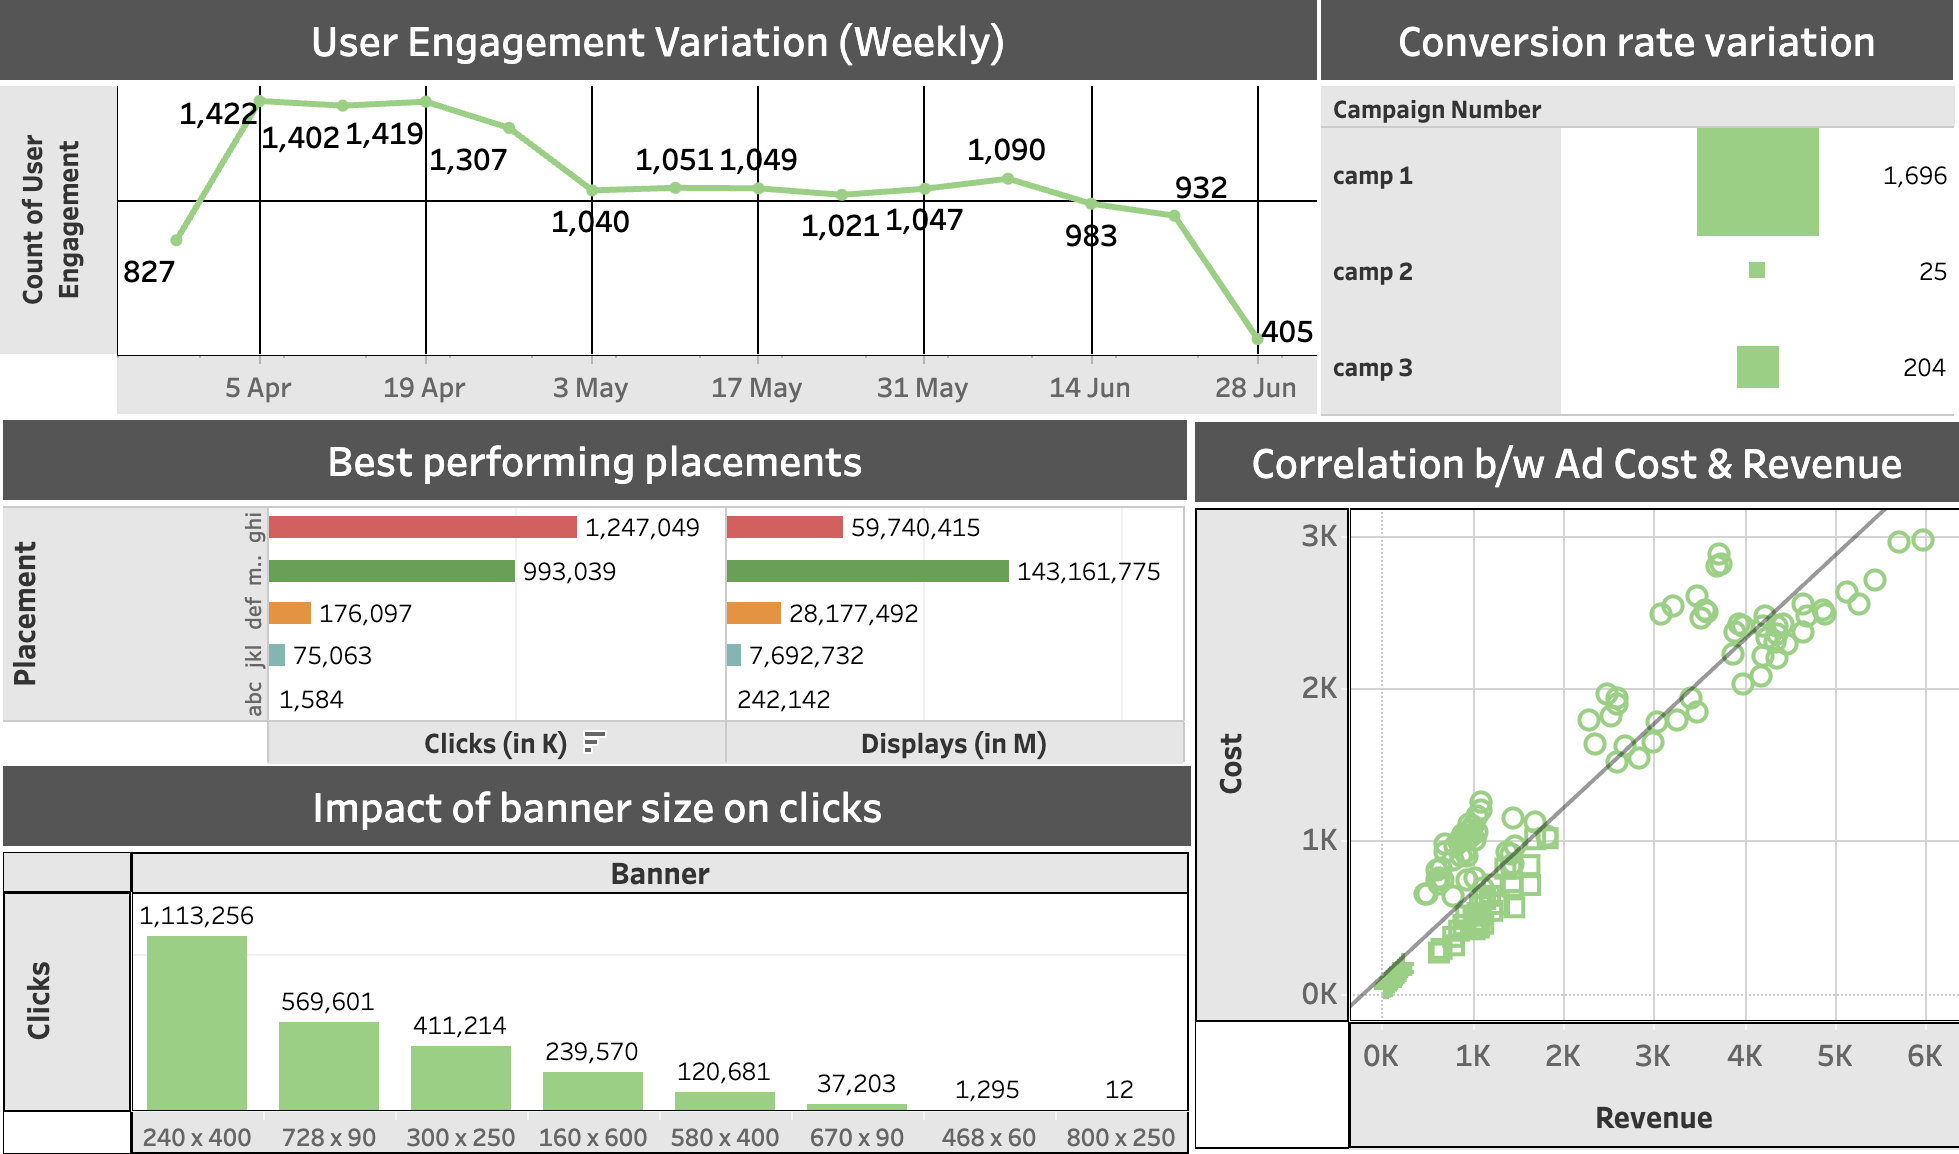 User Engagement Variation (Weekly)
Count of User
Engagement
827
1,422
1,402
1,419
1,307
1,040
1,051
1,049
1,021
1,047
1,090
983
932
405
5 Apr
19 Apr
3 May
17 May
31 May
14 Jun
28 Jun
Conversion rate variation
Campaign Number
camp 1 1,696
camp 2 25
camp 3 204
Best performing placements
Placement
ghi 1,247,049 59,740,415
m.. 993,039 143,161,775
def 176,097 28,177,492
jkl 75,063 7,692,732
abc 1,584 242,142
Clicks (in K) Displays (in M)
Impact of banner size on clicks
Banner
Clicks
1,113,256
569,601
411,214
239,570
120,681
37,203
1,295
12
240 x 400
728 x 90
300 x 250
160 x 600
580 x 400
670 x 90
468 x 60
800 x 250
Correlation b/w Ad Cost & Revenue
Cost
3K
2K
1K
0K
0K 1K 2K 3K 4K 5K 6K
Revenue